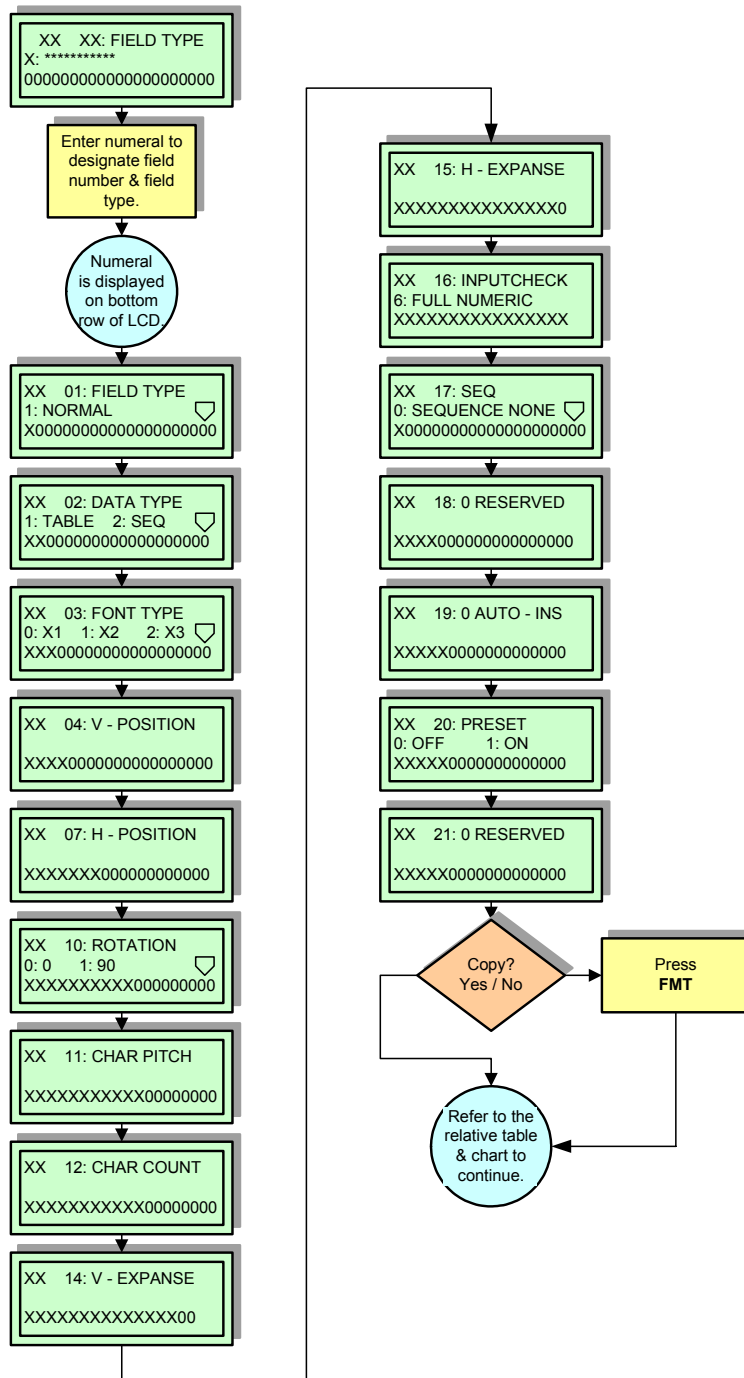 XX XX: FIELD TYPE
X: ***********
00000000000000000000
Enter numeral to
designate field
number & field
type.
Numeral
is displayed
on bottom
row of LCD.
XX 01: FIELD TYPE
1: NORMAL
X0000000000000000000
XX 02: DATA TYPE
1: TABLE 2: SEQ
XX000000000000000000
XX 03: FONT TYPE
0: X1 1: X2 2: X3
XXX00000000000000000
XX 04: V - POSITION
XXXX0000000000000000
XX 07: H - POSITION
XXXXXXX000000000000
XX 10: ROTATION
0: 0 1: 90
XXXXXXXXXX000000000
XX 11: CHAR PITCH
XXXXXXXXXXX00000000
XX 12: CHAR COUNT
XXXXXXXXXXX00000000
XX 14: V - EXPANSE
XXXXXXXXXXXXXX00
XX 15: H - EXPANSE
XXXXXXXXXXXXXXX0
XX 16: INPUTCHECK
6: FULL NUMERIC
XXXXXXXXXXXXXXXX
XX 17: SEQ
0: SEQUENCE NONE
X0000000000000000000
XX 18: 0 RESERVED
XXXX000000000000000
XX 19: 0 AUTO - INS
XXXXX0000000000000
XX 20: PRESET
0: OFF 1: ON
XXXXX0000000000000
XX 21: 0 RESERVED
XXXXX0000000000000
Copy?
Yes / No
Press
FMT
Refer to the
relative table
& chart to
continue.